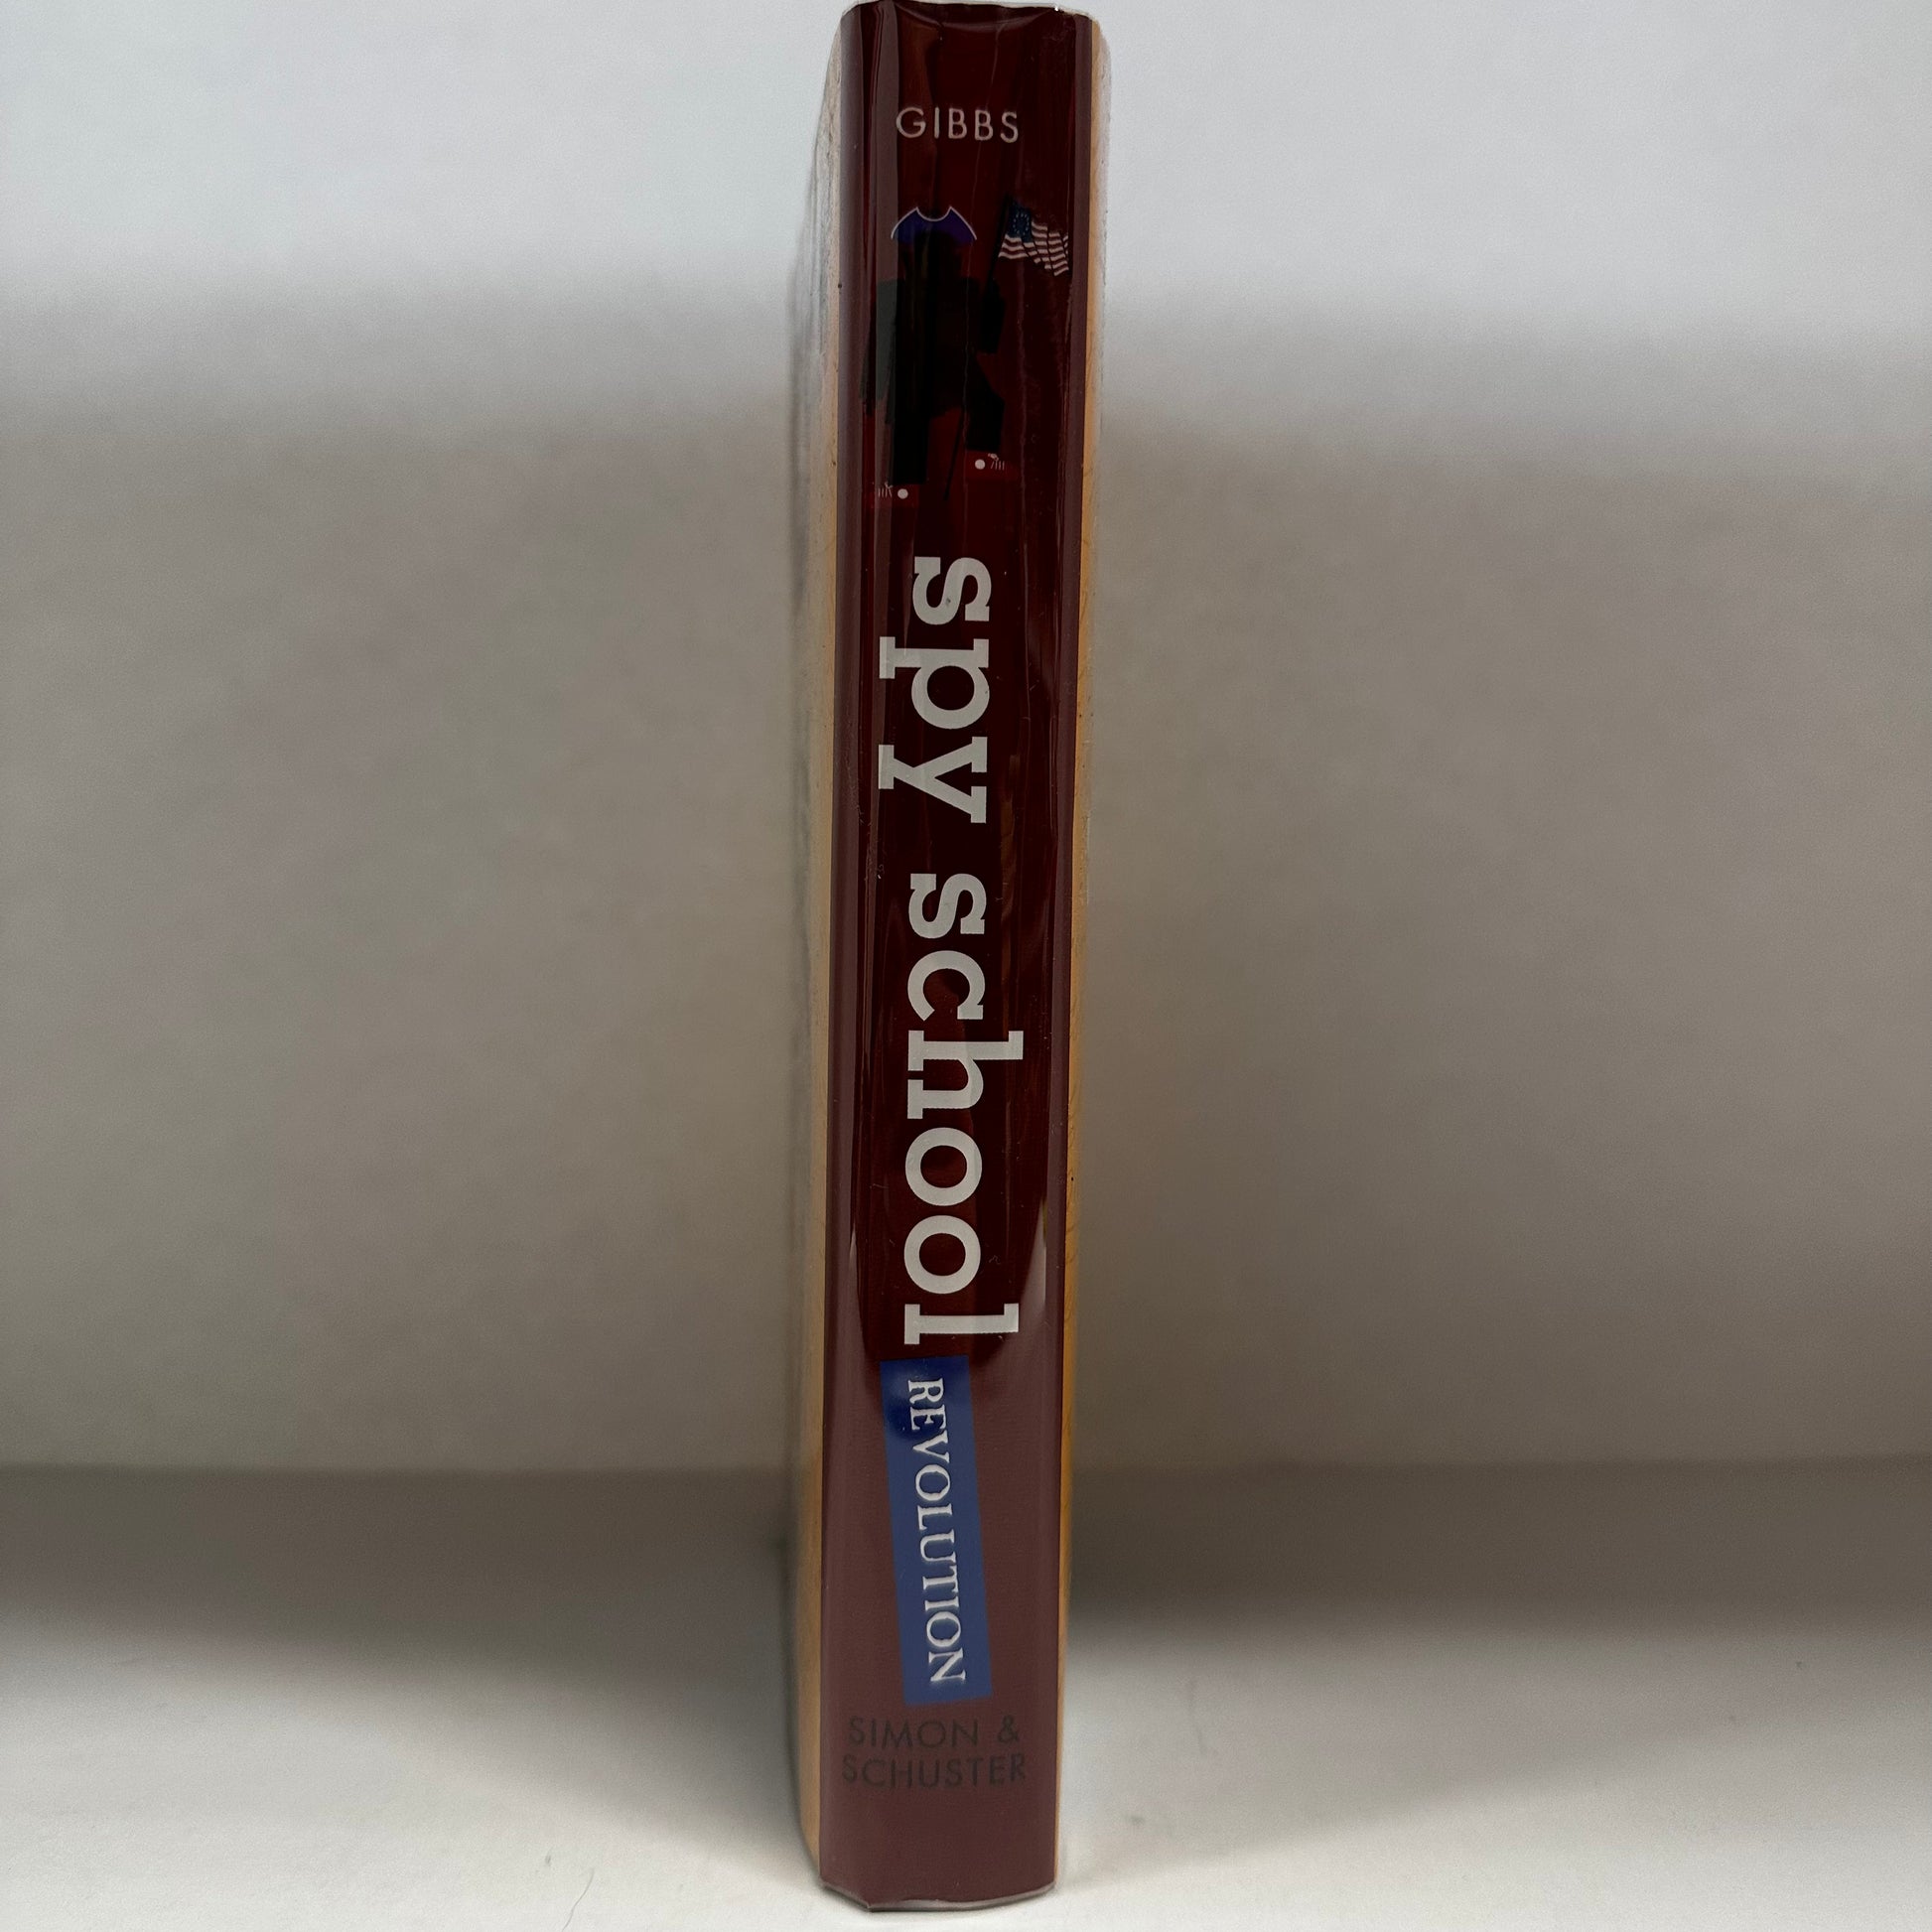 GIBBS
spy school
REVOLUTION
SIMON &
SCHUSTER